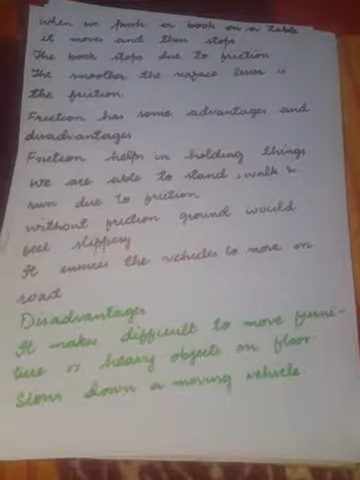 When we push a book on a table
it moves and then stops
The book stops due to friction
The smoother the surface lesser is
the friction
Friction has some advantages and
disadvantages
Friction helps in holding things
We are able to stand, walk &
run due to friction
without friction ground would
feel slippery
It ensures the vehicles to move on
road
Disadvantages
It makes difficult to move furni-
ture or heavy objects on floor.
Slows down a moving vehicle